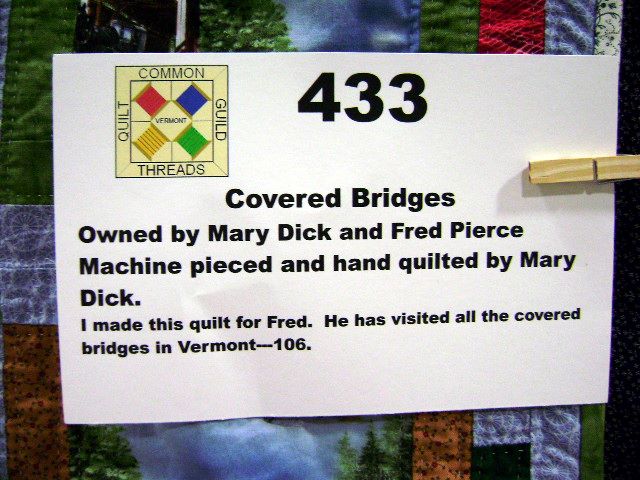 COMMON
QUILT
GUILD
VERMONT
THREADS
433
Covered Bridges
Owned by Mary Dick and Fred Pierce
Machine pieced and hand quilted by Mary
Dick.
I made this quilt for Fred.  He has visited all the covered
bridges in Vermont---106.